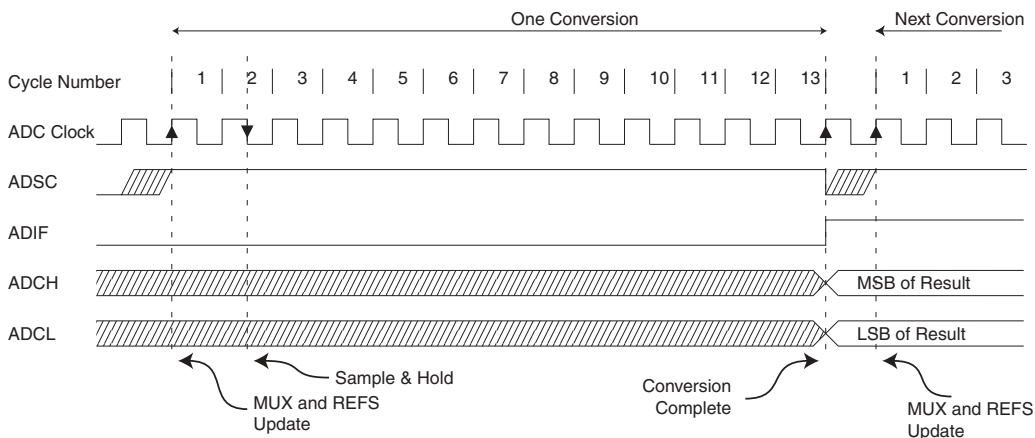 One Conversion Next Conversion
Cycle Number 1 2 3 4 5 6 7 8 9 10 11 12 13 1 2 3
ADC Clock
ADSC
ADIF
ADCH MSB of Result
ADCL LSB of Result
Sample & Hold
MUX and REFS
Update
Conversion
Complete
MUX and REFS
Update